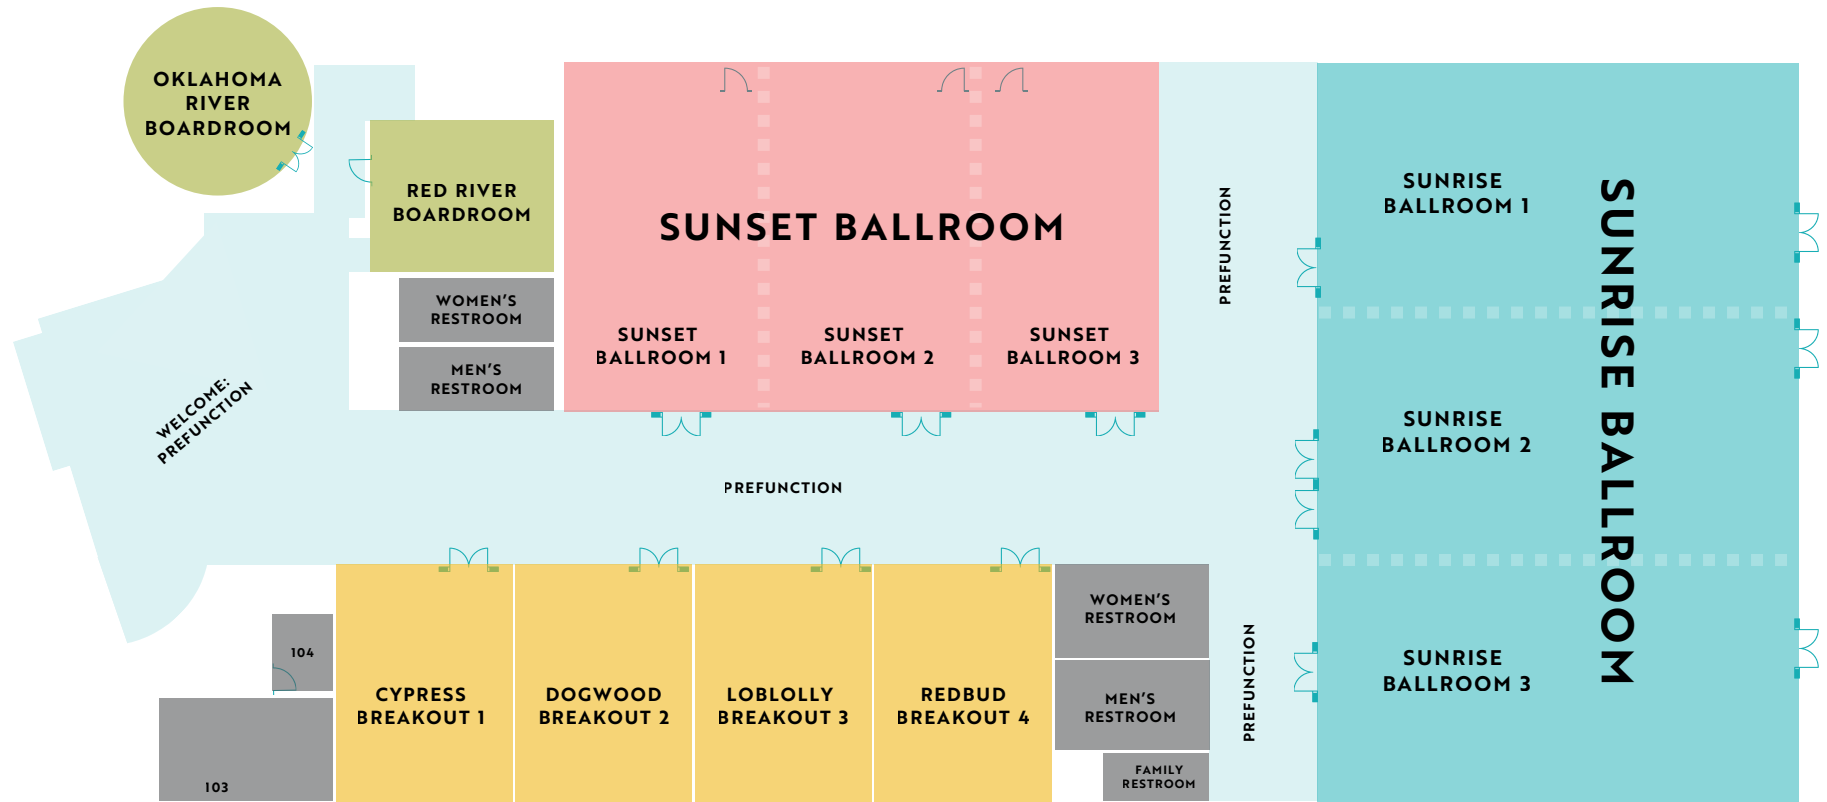 OKLAHOMA
RIVER
BOARDROOM
RED RIVER
BOARDROOM
WOMEN'S
RESTROOM
MEN'S
RESTROOM
SUNSET BALLROOM
SUNSET
BALLROOM 1
SUNSET
BALLROOM 2
SUNSET
BALLROOM 3
PREFUNCTION
SUNRISE
BALLROOM 1
SUNRISE BALLROOM
SUNRISE
BALLROOM 2
SUNRISE
BALLROOM 3
WELCOME:
PREFUNCTION
PREFUNCTION
104
103
CYPRESS
BREAKOUT 1
DOGWOOD
BREAKOUT 2
LOBLOLLY
BREAKOUT 3
REDBUD
BREAKOUT 4
WOMEN'S
RESTROOM
MEN'S
RESTROOM
FAMILY
RESTROOM
PREFUNCTION